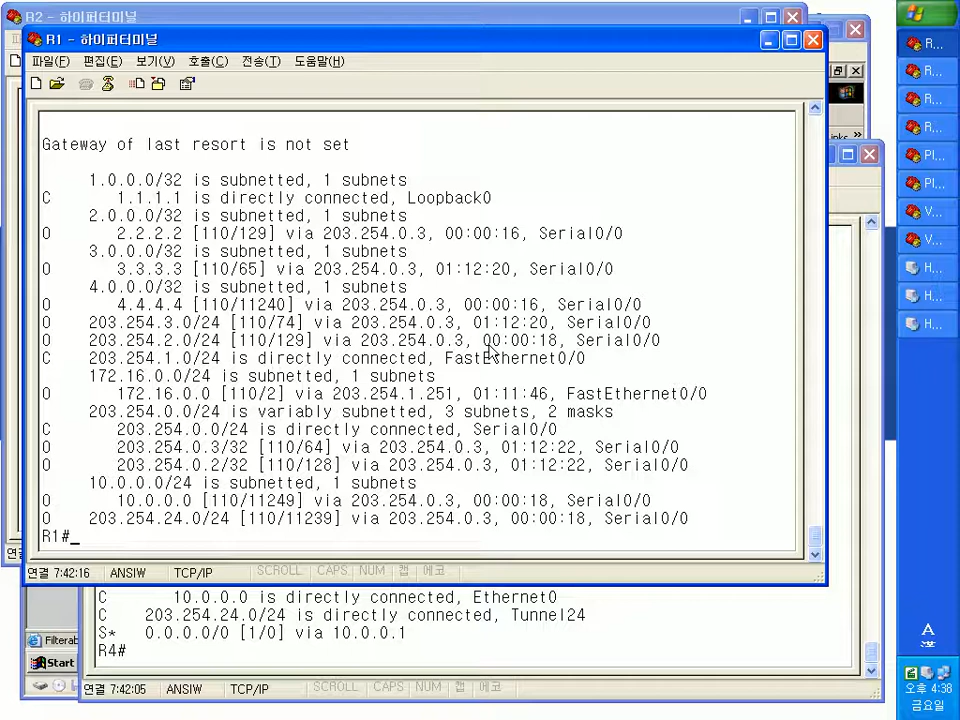 R2 - 하이퍼터미널
R1 - 하이퍼터미널
파일(F) 편집(E) 보기(V) 호출(C) 전송(T) 도움말(H)
Gateway of last resort is not set
1.0.0.0/32 is subnetted, 1 subnets
C 1.1.1.1 is directly connected, Loopback0
2.0.0.0/32 is subnetted, 1 subnets
O 2.2.2.2 [110/129] via 203.254.0.3, 00:00:16, Serial0/0
3.0.0.0/32 is subnetted, 1 subnets
O 3.3.3.3 [110/65] via 203.254.0.3, 01:12:20, Serial0/0
4.0.0.0/32 is subnetted, 1 subnets
O 4.4.4.4 [110/11240] via 203.254.0.3, 00:00:16, Serial0/0
O 203.254.3.0/24 [110/74] via 203.254.0.3, 01:12:20, Serial0/0
O 203.254.2.0/24 [110/129] via 203.254.0.3, 00:00:18, Serial0/0
C 203.254.1.0/24 is directly connected, FastEthernet0/0
172.16.0.0/24 is subnetted, 1 subnets
O 172.16.0.0 [110/2] via 203.254.1.251, 01:11:46, FastEthernet0/0
203.254.0.0/24 is variably subnetted, 3 subnets, 2 masks
C 203.254.0.0/24 is directly connected, Serial0/0
O 203.254.0.3/32 [110/64] via 203.254.0.3, 01:12:22, Serial0/0
O 203.254.0.2/32 [110/128] via 203.254.0.3, 01:12:22, Serial0/0
10.0.0.0/24 is subnetted, 1 subnets
O 10.0.0.0 [110/11249] via 203.254.0.3, 00:00:18, Serial0/0
O 203.254.24.0/24 [110/11239] via 203.254.0.3, 00:00:18, Serial0/0
R1#_
연결 7:42:16 ANSIW TCP/IP SCROLL CAPS NUM 캡 에코
C 10.0.0.0 is directly connected, Ethernet0
C 203.254.24.0/24 is directly connected, Tunnel24
S* 0.0.0.0/0 [1/0] via 10.0.0.1
R4#
연결 7:42:05 ANSIW TCP/IP SCROLL CAPS NUM 캡 에코
Filterab
Start
R...
R...
R...
R...
Pl...
Pl...
V...
V...
H...
H...
H...
A
漢
오후 4:38
금요일